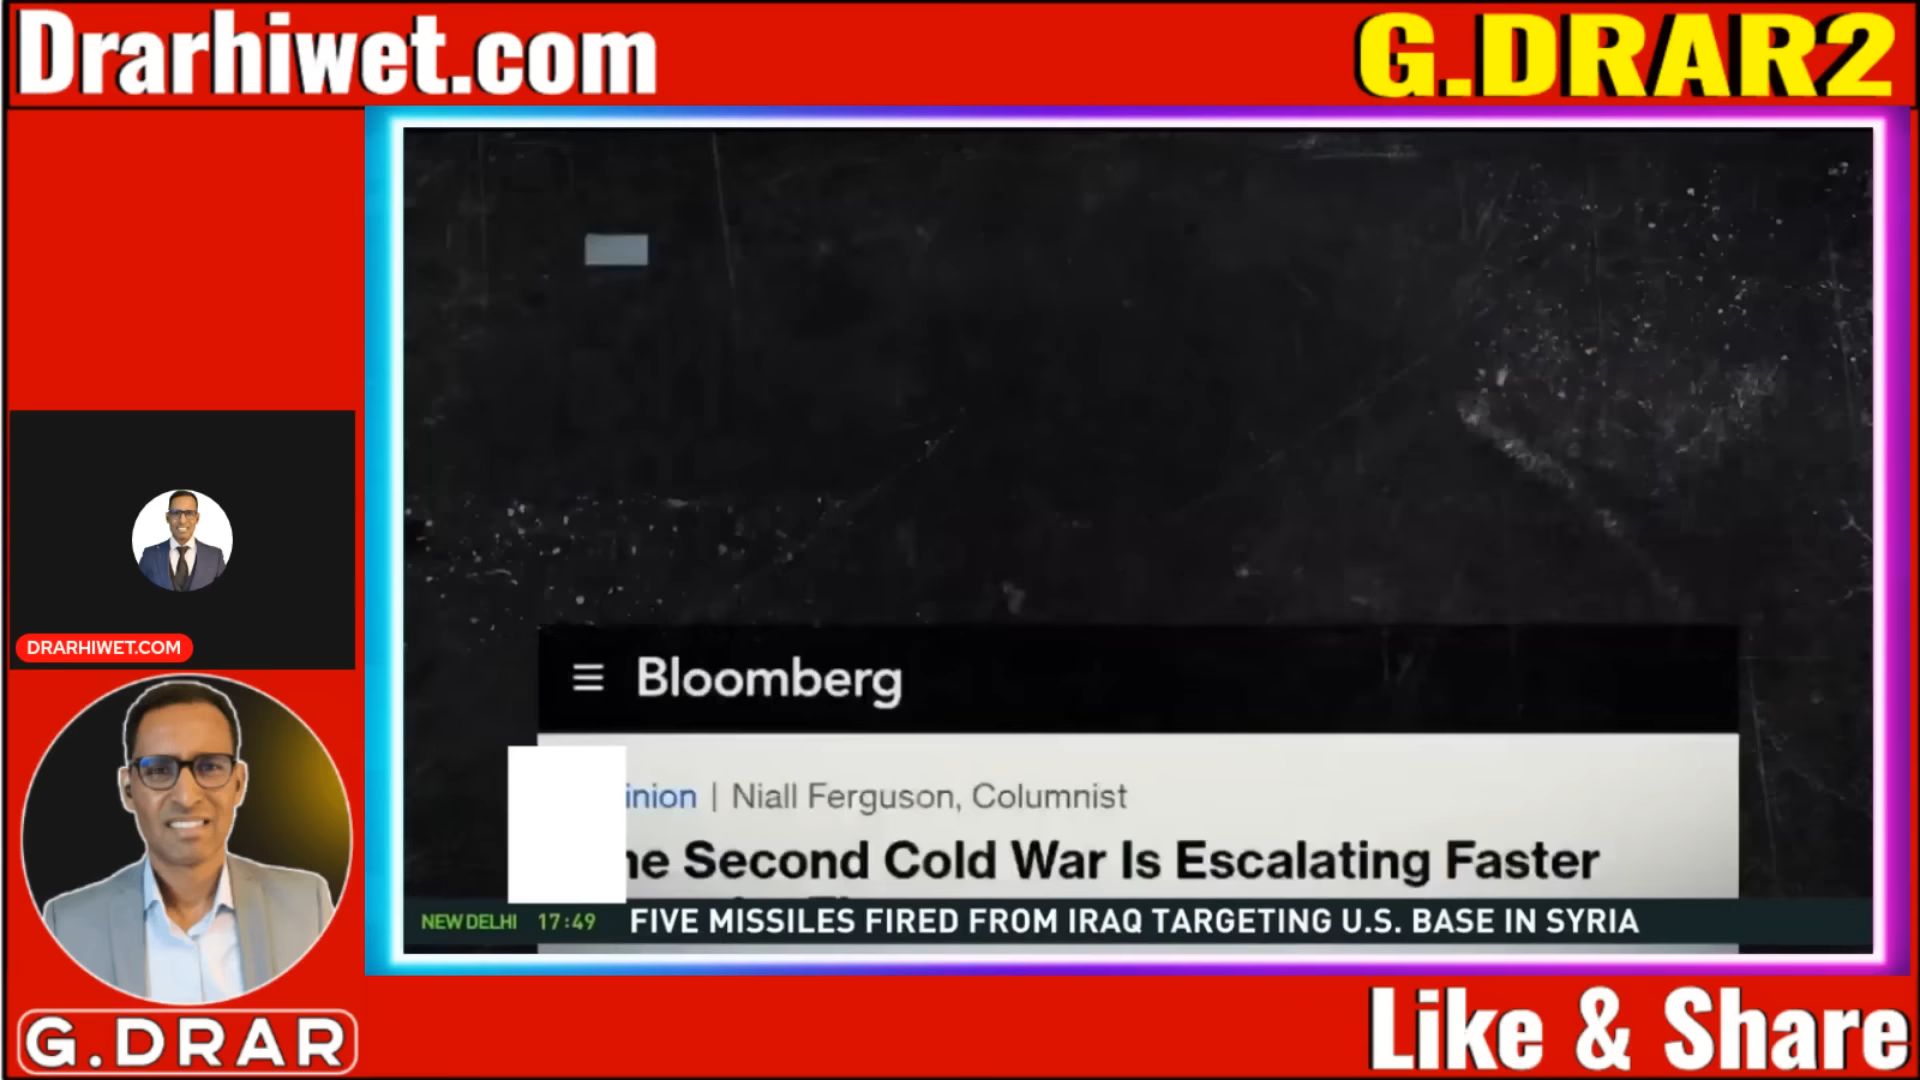 Drarhiwet.com
G.DRAR2
Bloomberg
inion | Niall Ferguson, Columnist
he Second Cold War Is Escalating Faster
NEW DELHI 17:49 FIVE MISSILES FIRED FROM IRAQ TARGETING U.S. BASE IN SYRIA
DRARHIWET.COM
G.DRAR
Like & Share